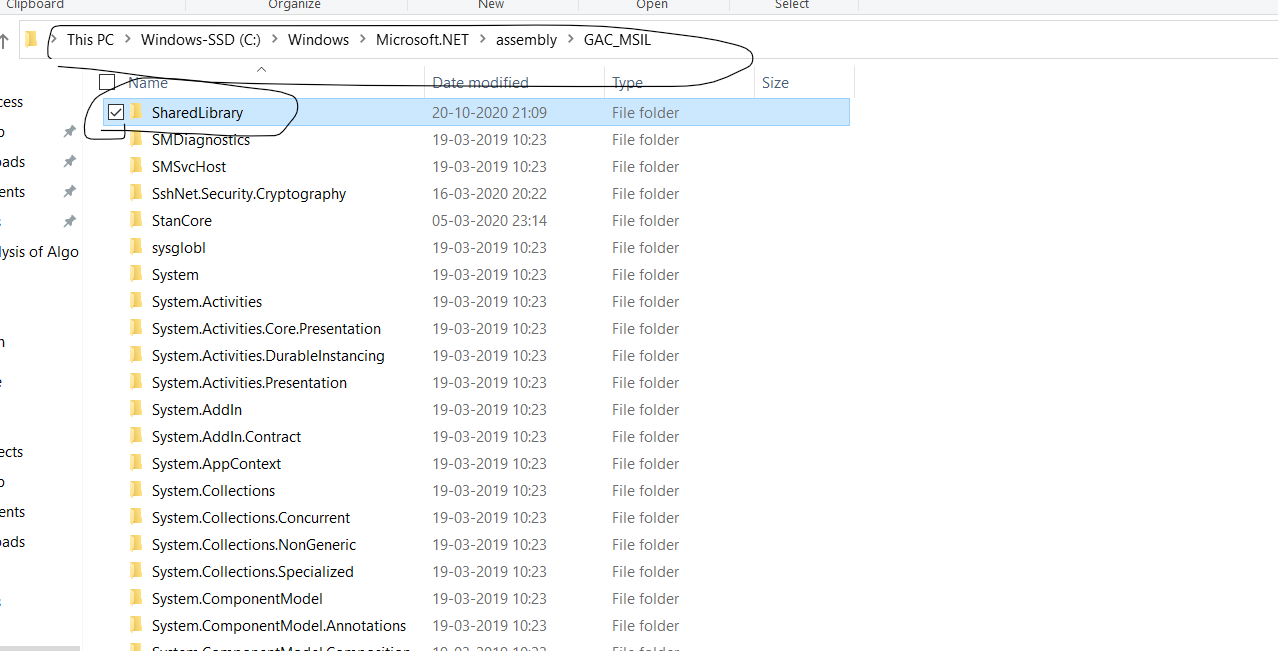 Clipboard Organize New Open Select
This PC > Windows-SSD (C:) > Windows > Microsoft.NET > assembly > GAC_MSIL
Name Date modified Type Size
SharedLibrary 20-10-2020 21:09 File folder
cess
SMDiagnostics 19-03-2019 10:23 File folder
SMSvcHost 19-03-2019 10:23 File folder
oads
SshNet.Security.Cryptography 16-03-2020 20:22 File folder
ents
StanCore 05-03-2020 23:14 File folder
sysglobl 19-03-2019 10:23 File folder
lysis of Algo
System 19-03-2019 10:23 File folder
System.Activities 19-03-2019 10:23 File folder
System.Activities.Core.Presentation 19-03-2019 10:23 File folder
System.Activities.DurableInstancing 19-03-2019 10:23 File folder
System.Activities.Presentation 19-03-2019 10:23 File folder
System.AddIn 19-03-2019 10:23 File folder
System.AddIn.Contract 19-03-2019 10:23 File folder
ects
System.AppContext 19-03-2019 10:23 File folder
System.Collections 19-03-2019 10:23 File folder
ents
System.Collections.Concurrent 19-03-2019 10:23 File folder
oads
System.Collections.NonGeneric 19-03-2019 10:23 File folder
System.Collections.Specialized 19-03-2019 10:23 File folder
System.ComponentModel 19-03-2019 10:23 File folder
System.ComponentModel.Annotations 19-03-2019 10:23 File folder
System.ComponentModel.Composition 19-03-2019 10:23 File folder